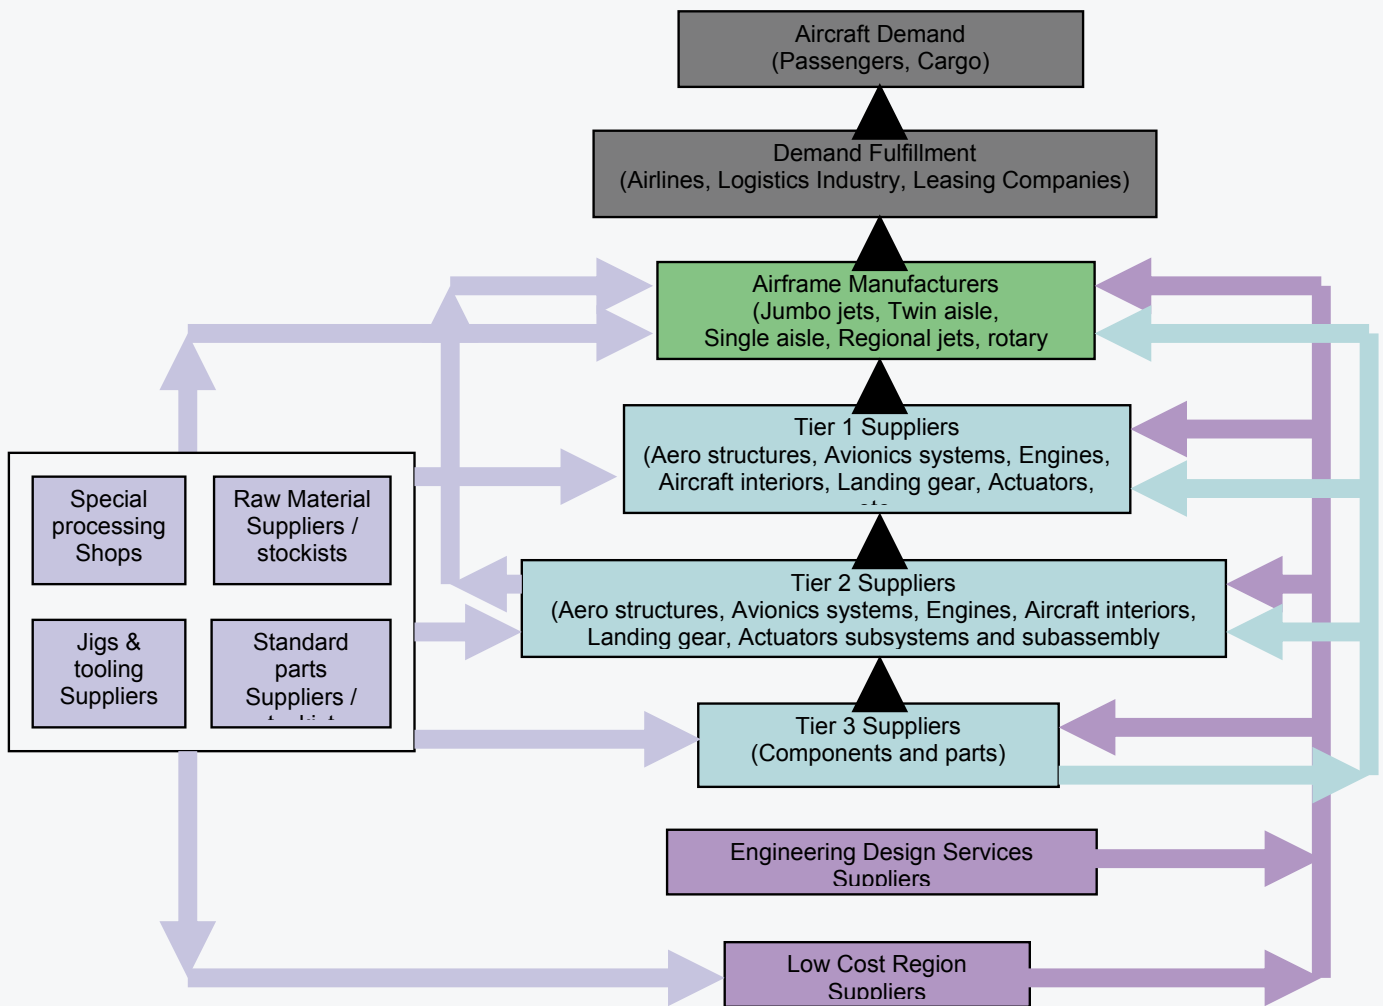 Aircraft Demand
(Passengers, Cargo)
Demand Fulfillment
(Airlines, Logistics Industry, Leasing Companies)
Airframe Manufacturers
(Jumbo jets, Twin aisle,
Single aisle, Regional jets, rotary
Tier 1 Suppliers
(Aero structures, Avionics systems, Engines,
Aircraft interiors, Landing gear, Actuators,
Special
processing
Shops
Raw Material
Suppliers /
stockists
Jigs &
tooling
Suppliers
Standard
parts
Suppliers /
Tier 2 Suppliers
(Aero structures, Avionics systems, Engines, Aircraft interiors,
Landing gear, Actuators subsystems and subassembly
Tier 3 Suppliers
(Components and parts)
Engineering Design Services
Suppliers
Low Cost Region
Suppliers